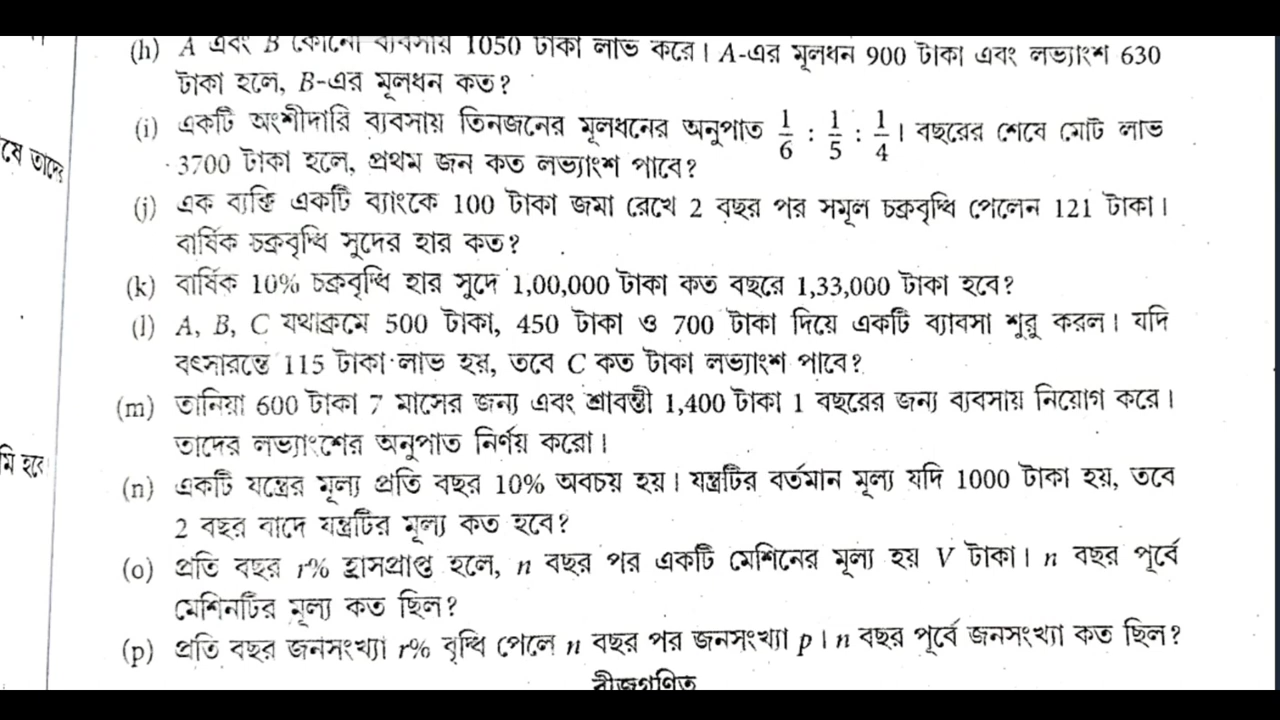 (h) A এবং B কোনো ব্যবসায় 1050 টাকা লাভ করে। A-এর মূলধন 900 টাকা এবং লভ্যাংশ 630
টাকা হলে, B-এর মূলধন কত?
(i) একটি অংশীদারি ব্যবসায় তিনজনের মূলধনের অনুপাত 1/6 : 1/5 : 1/4। বছরের শেষে মোট লাভ
3700 টাকা হলে, প্রথম জন কত লভ্যাংশ পাবে?
ষে তাদের
(j) এক ব্যক্তি একটি ব্যাংকে 100 টাকা জমা রেখে 2 বছর পর সমূল চক্রবৃদ্ধি পেলেন 121 টাকা।
বার্ষিক চক্রবৃদ্ধি সুদের হার কত?
(k) বার্ষিক 10% চক্রবৃদ্ধি হার সুদে 1,00,000 টাকা কত বছরে 1,33,000 টাকা হবে?
(l) A, B, C যথাক্রমে 500 টাকা, 450 টাকা ও 700 টাকা দিয়ে একটি ব্যাবসা শুরু করল। যদি
বৎসারন্তে 115 টাকা লাভ হয়, তবে C কত টাকা লভ্যাংশ পাবে?
(m) তানিয়া 600 টাকা 7 মাসের জন্য এবং শ্রাবন্তী 1,400 টাকা 1 বছরের জন্য ব্যবসায় নিয়োগ করে।
তাদের লভ্যাংশের অনুপাত নির্ণয় করো।
মি হবে
(n) একটি যন্ত্রের মূল্য প্রতি বছর 10% অবচয় হয়। যন্ত্রটির বর্তমান মূল্য যদি 1000 টাকা হয়, তবে
2 বছর বাদে যন্ত্রটির মূল্য কত হবে?
(o) প্রতি বছর r% হ্রাসপ্রাপ্ত হলে, n বছর পর একটি মেশিনের মূল্য হয় V টাকা। n বছর পূর্বে
মেশিনটির মূল্য কত ছিল?
(p) প্রতি বছর জনসংখ্যা r% বৃদ্ধি পেলে n বছর পর জনসংখ্যা p। n বছর পূর্বে জনসংখ্যা কত ছিল?
বীজগণিত